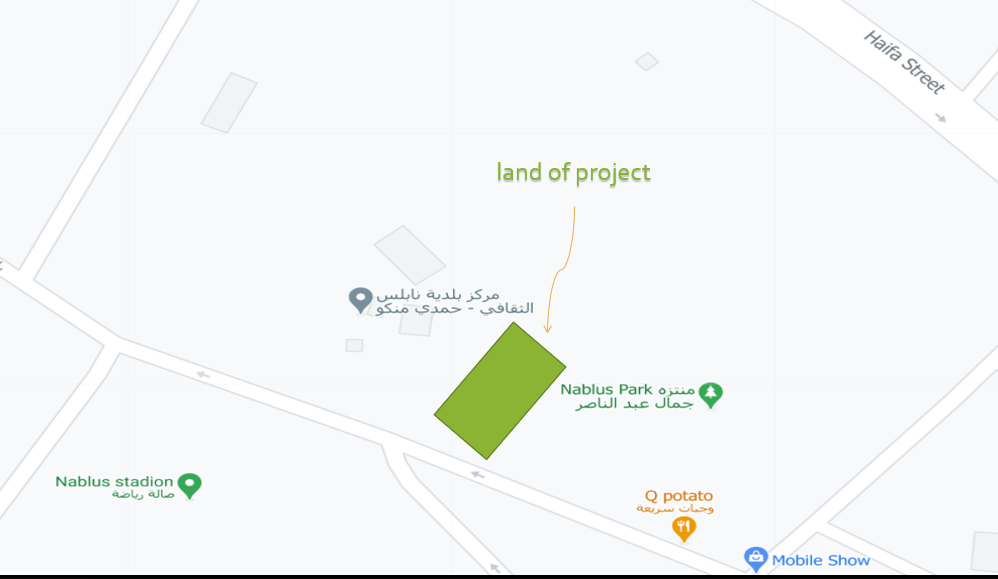 Haifa Street
land of project
مركز بلدية نابلس
الثقافي - حمدي منكو
Nablus Park منتزه
جمال عبد الناصر
Nablus stadion
صالة رياضة
Q potato
وجبات سريعة
Mobile Show